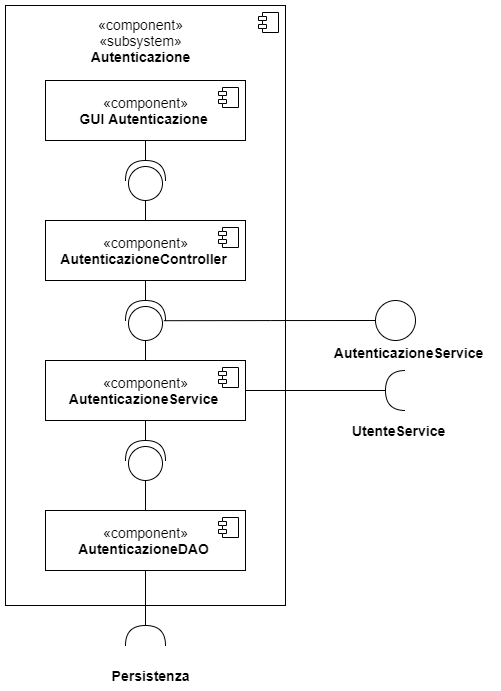 «component»
«subsystem»
Autenticazione
«component»
GUI Autenticazione
«component»
AutenticazioneController
AutenticazioneService
«component»
AutenticazioneService
UtenteService
«component»
AutenticazioneDAO
Persistenza